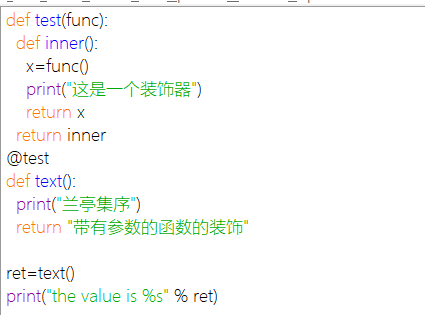 def test(func):
  def inner():
    x=func()
    print("这是一个装饰器")
    return x
  return inner
@test
def text():
  print("兰亭集序")
  return "带有参数的函数的装饰"

ret=text()
print("the value is %s" % ret)